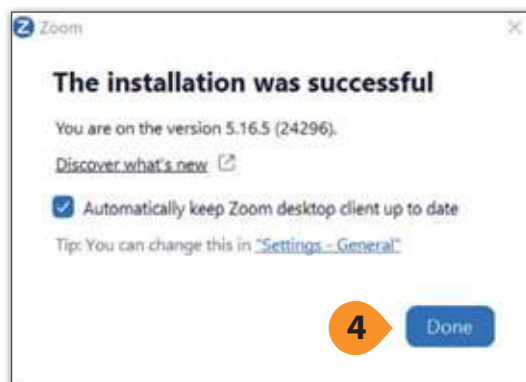 Zoom
The installation was successful
You are on the version 5.16.5 (24296).
Discover what's new
Automatically keep Zoom desktop client up to date
Tip: You can change this in "Settings - General"
4
Done